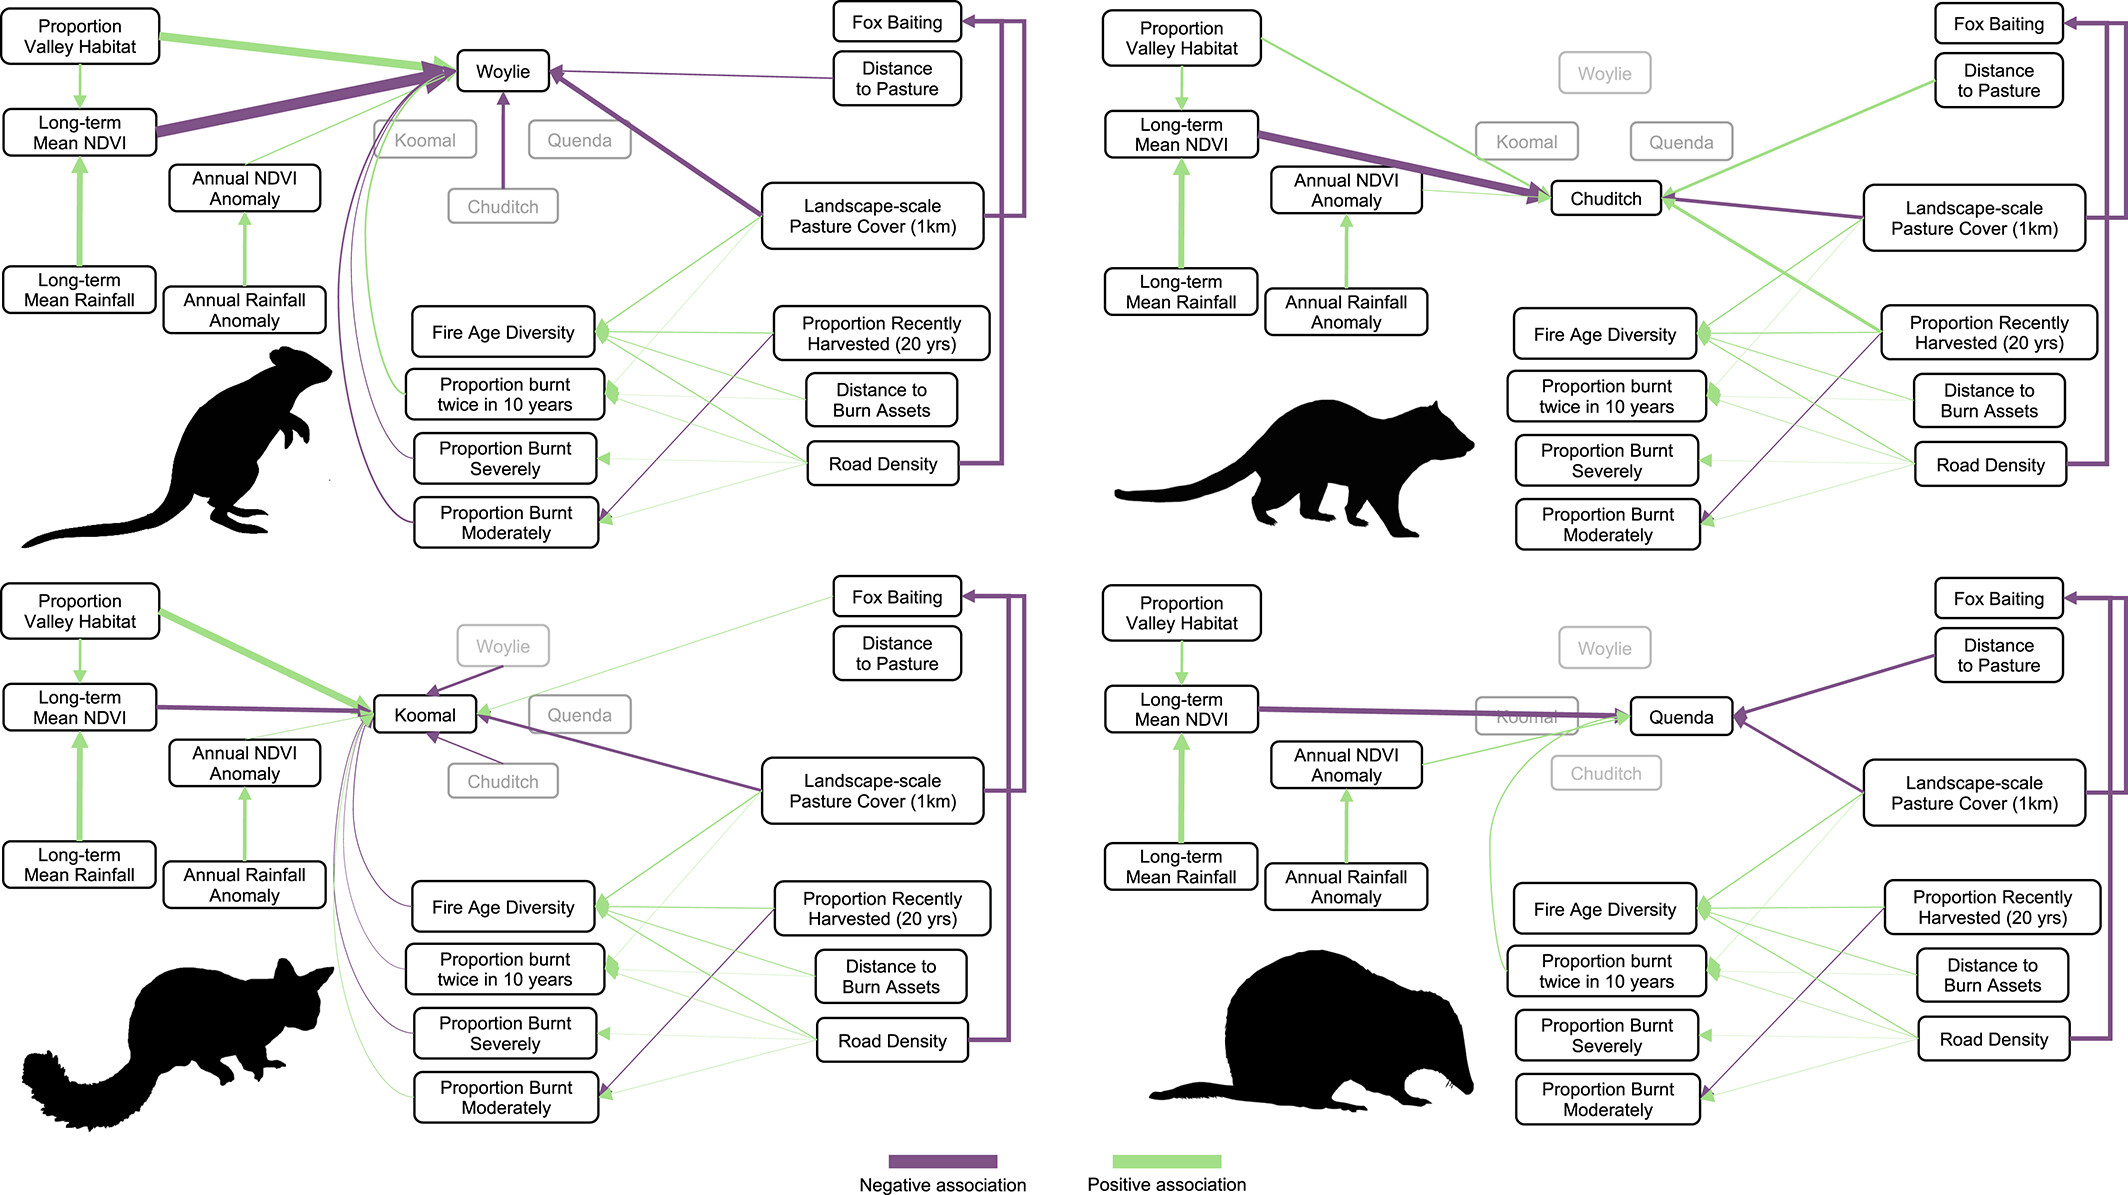 Proportion
Valley Habitat
Long-term
Mean NDVI
Annual NDVI
Anomaly
Long-term
Mean Rainfall
Annual Rainfall
Anomaly
Woylie
Koomal
Quenda
Chuditch
Fox Baiting
Distance
to Pasture
Landscape-scale
Pasture Cover (1km)
Fire Age Diversity
Proportion burnt
twice in 10 years
Proportion Burnt
Severely
Proportion Burnt
Moderately
Proportion Recently
Harvested (20 yrs)
Distance to
Burn Assets
Road Density
Proportion
Valley Habitat
Long-term
Mean NDVI
Annual NDVI
Anomaly
Long-term
Mean Rainfall
Annual Rainfall
Anomaly
Woylie
Koomal
Quenda
Chuditch
Fox Baiting
Distance
to Pasture
Landscape-scale
Pasture Cover (1km)
Fire Age Diversity
Proportion burnt
twice in 10 years
Proportion Burnt
Severely
Proportion Burnt
Moderately
Proportion Recently
Harvested (20 yrs)
Distance to
Burn Assets
Road Density
Proportion
Valley Habitat
Long-term
Mean NDVI
Annual NDVI
Anomaly
Long-term
Mean Rainfall
Annual Rainfall
Anomaly
Woylie
Koomal
Quenda
Chuditch
Fox Baiting
Distance
to Pasture
Landscape-scale
Pasture Cover (1km)
Fire Age Diversity
Proportion burnt
twice in 10 years
Proportion Burnt
Severely
Proportion Burnt
Moderately
Proportion Recently
Harvested (20 yrs)
Distance to
Burn Assets
Road Density
Proportion
Valley Habitat
Long-term
Mean NDVI
Annual NDVI
Anomaly
Long-term
Mean Rainfall
Annual Rainfall
Anomaly
Woylie
Koomal
Quenda
Chuditch
Fox Baiting
Distance
to Pasture
Landscape-scale
Pasture Cover (1km)
Fire Age Diversity
Proportion burnt
twice in 10 years
Proportion Burnt
Severely
Proportion Burnt
Moderately
Proportion Recently
Harvested (20 yrs)
Distance to
Burn Assets
Road Density
Negative association
Positive association